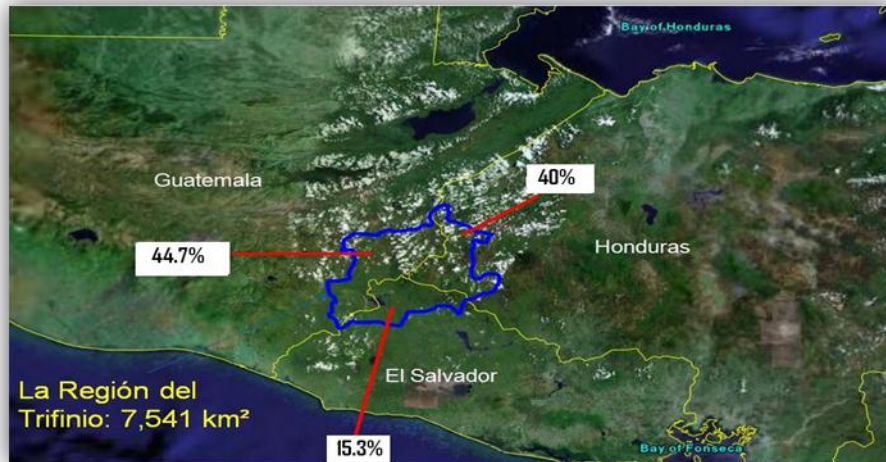 Bay of Honduras
Guatemala
40%
44.7%
Honduras
El Salvador
La Región del
Trifinio: 7,541 km²
15.3%
Bay of Fonseca